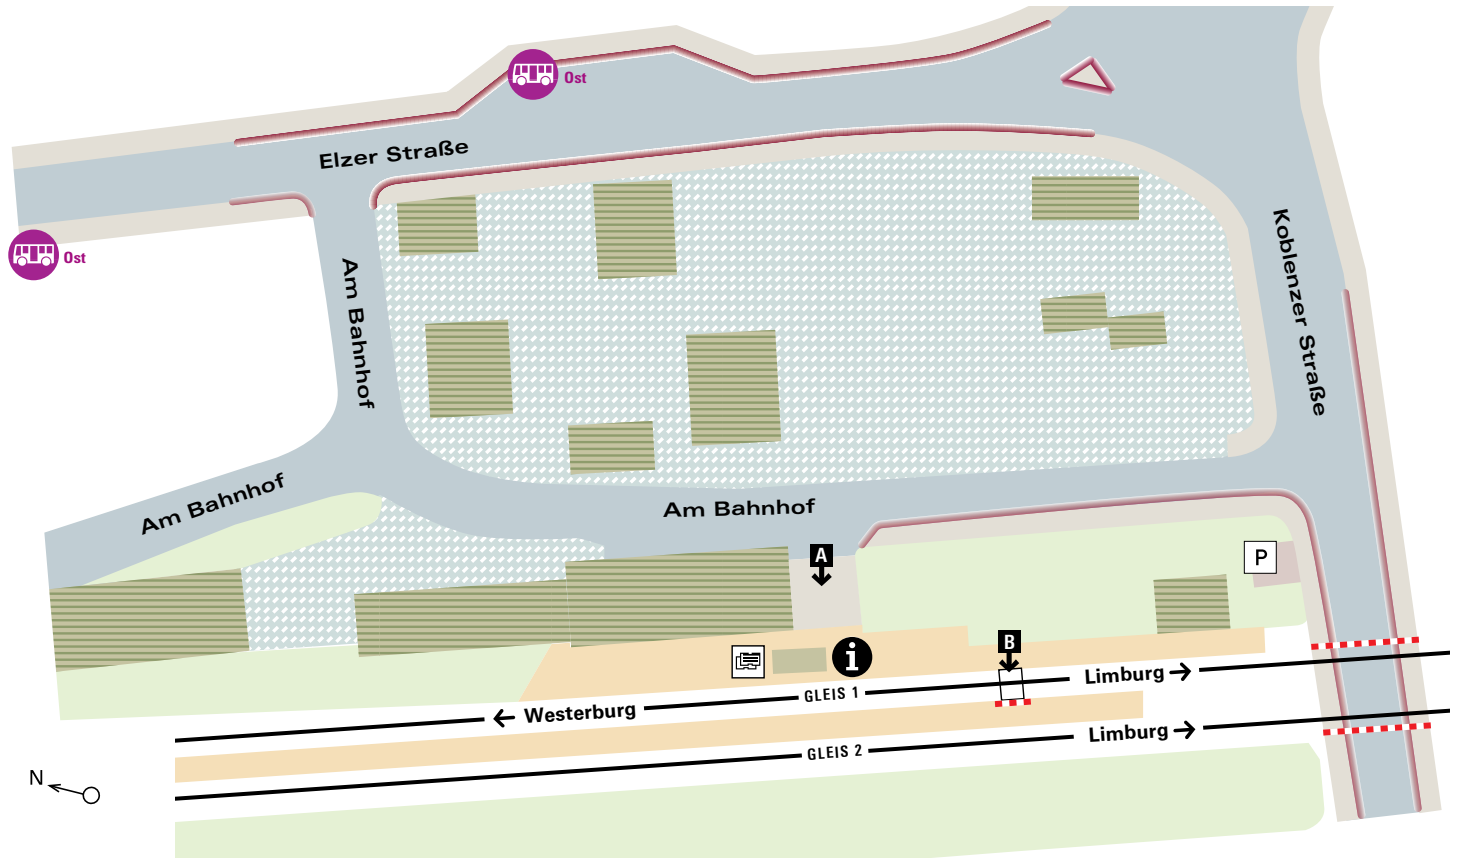 Ost
Elzer Straße
Ost
Am Bahnhof
Koblenzer Straße
Am Bahnhof
Am Bahnhof
A
P
B
i
Limburg
GLEIS 1
Westerburg
Limburg
GLEIS 2
N